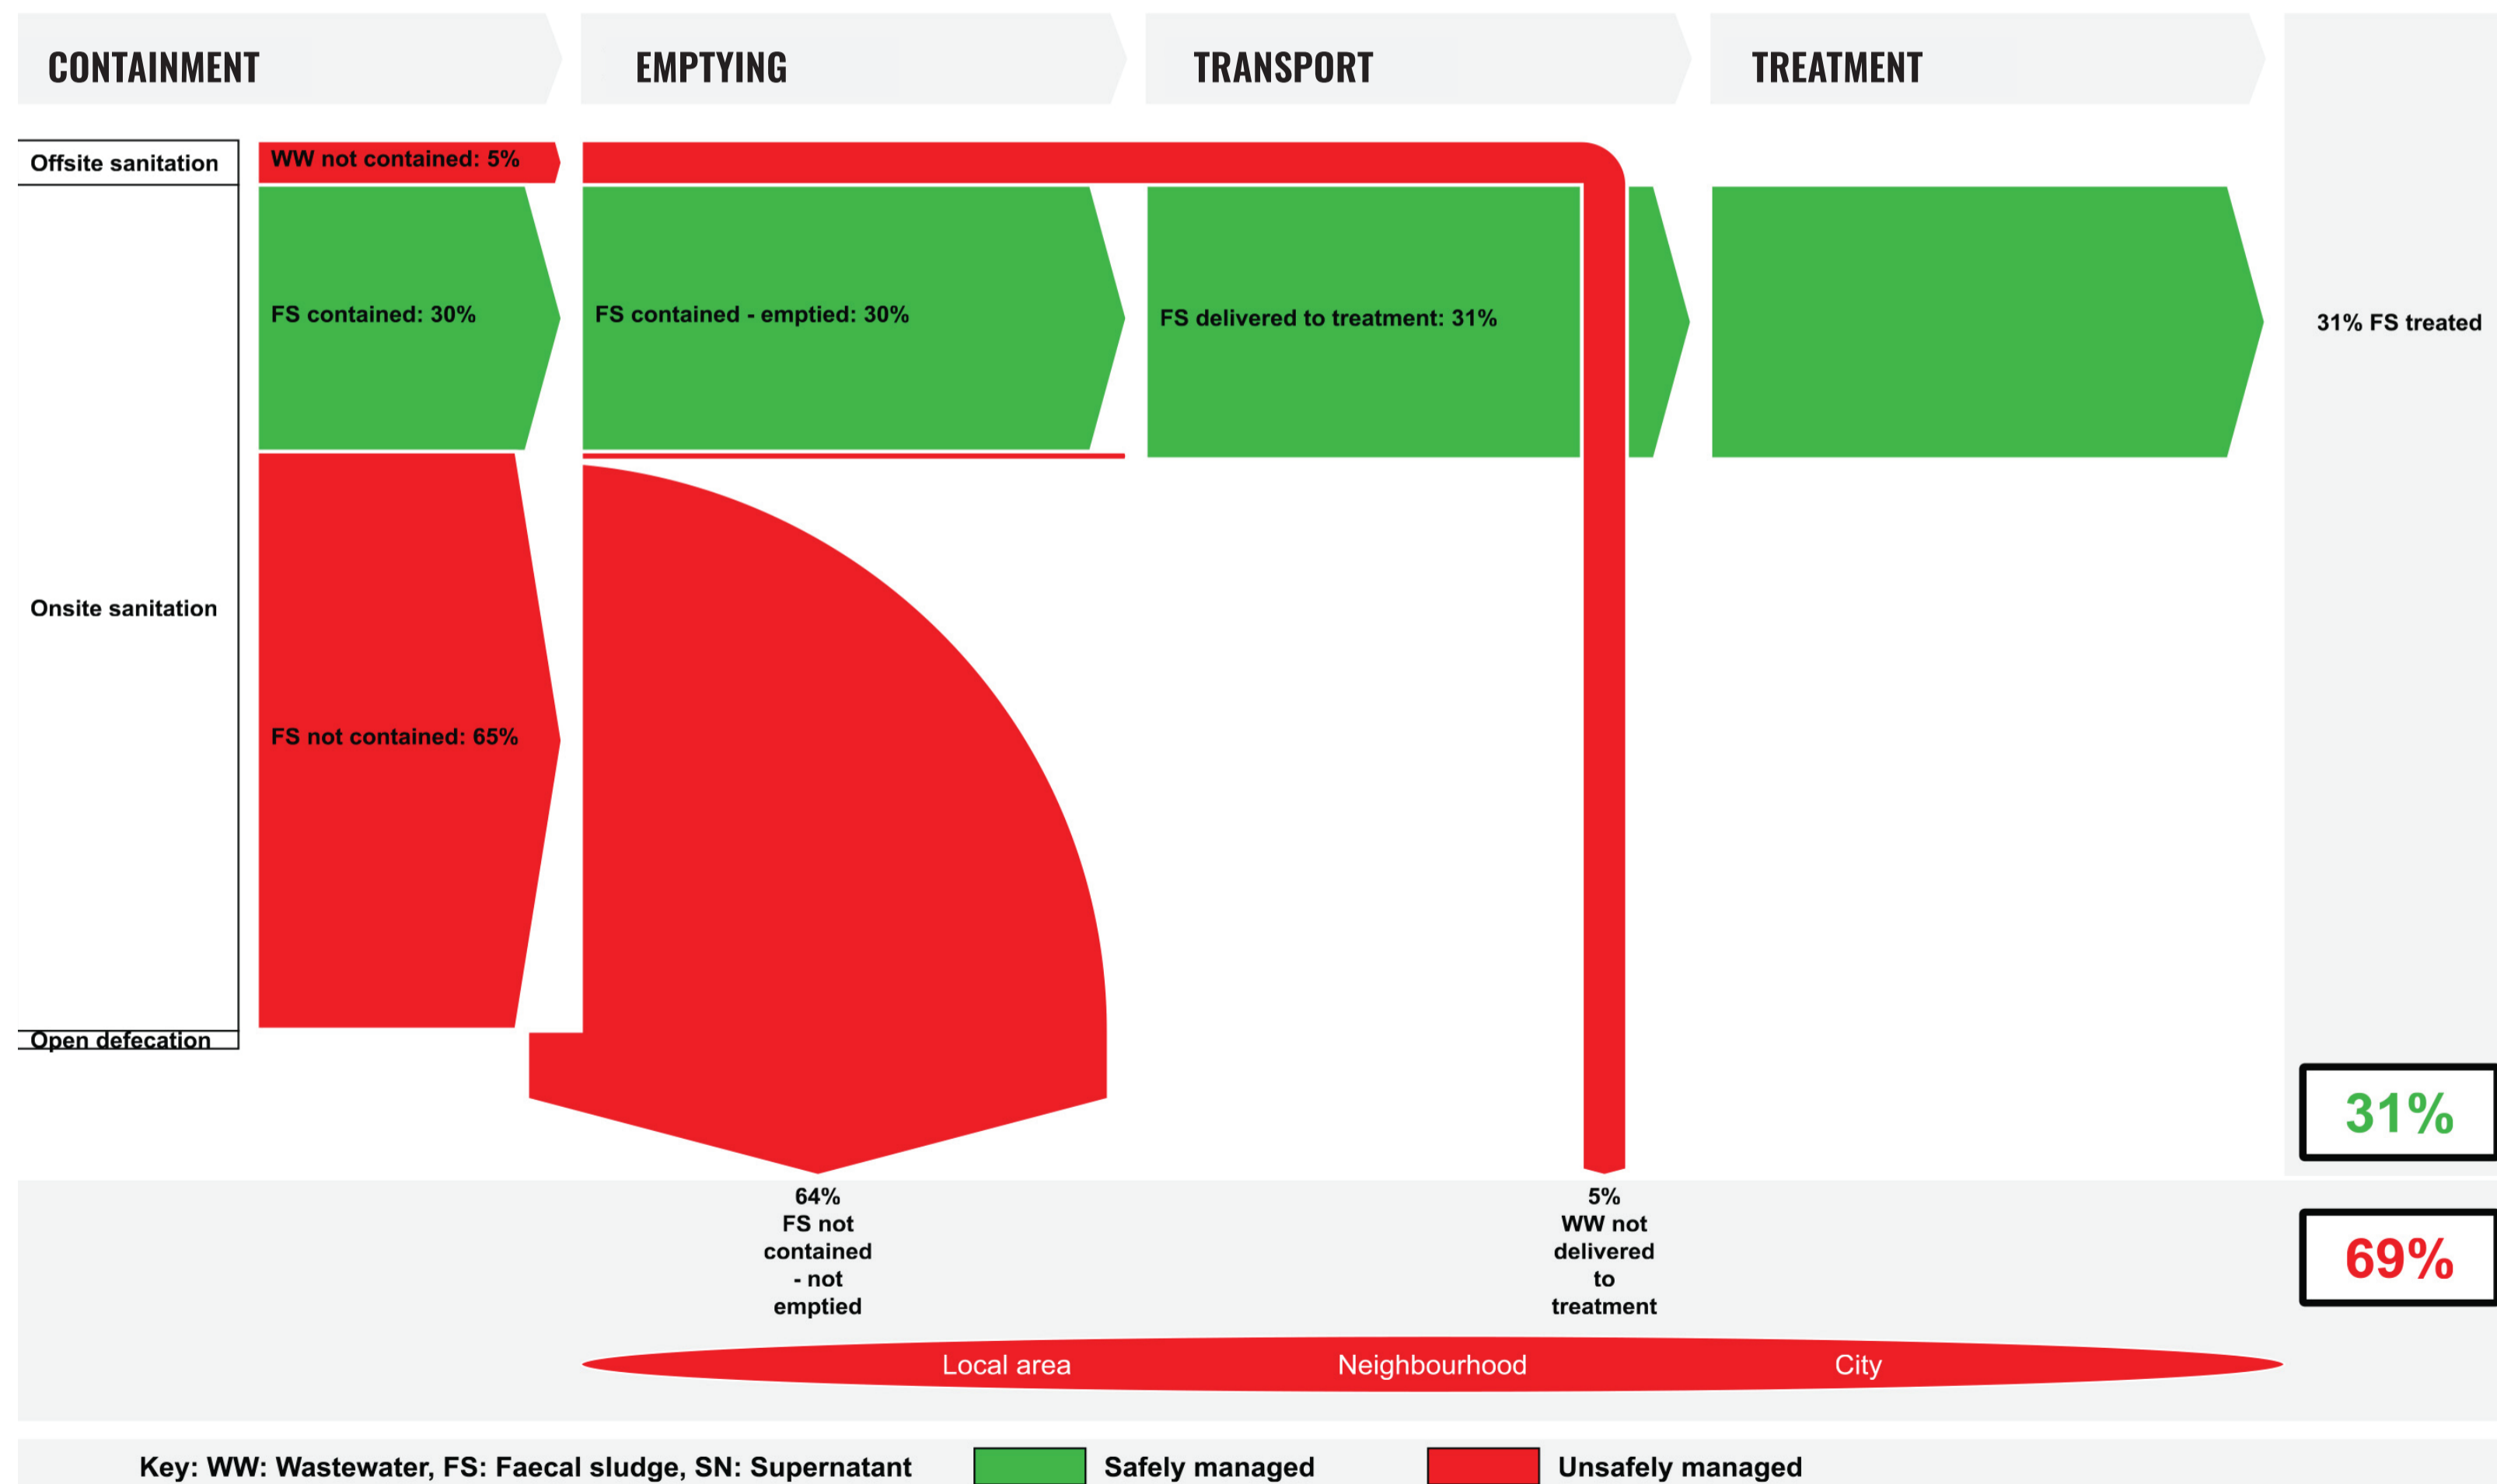 CONTAINMENT
EMPTYING
TRANSPORT
TREATMENT
Offsite sanitation
WW not contained: 5%
FS contained: 30%
FS contained - emptied: 30%
FS delivered to treatment: 31%
31% FS treated
Onsite sanitation
FS not contained: 65%
Open defecation
31%
64%
FS not
contained
- not
emptied
5%
WW not
delivered
to
treatment
69%
Local area
Neighbourhood
City
Key: WW: Wastewater, FS: Faecal sludge, SN: Supernatant
Safely managed
Unsafely managed